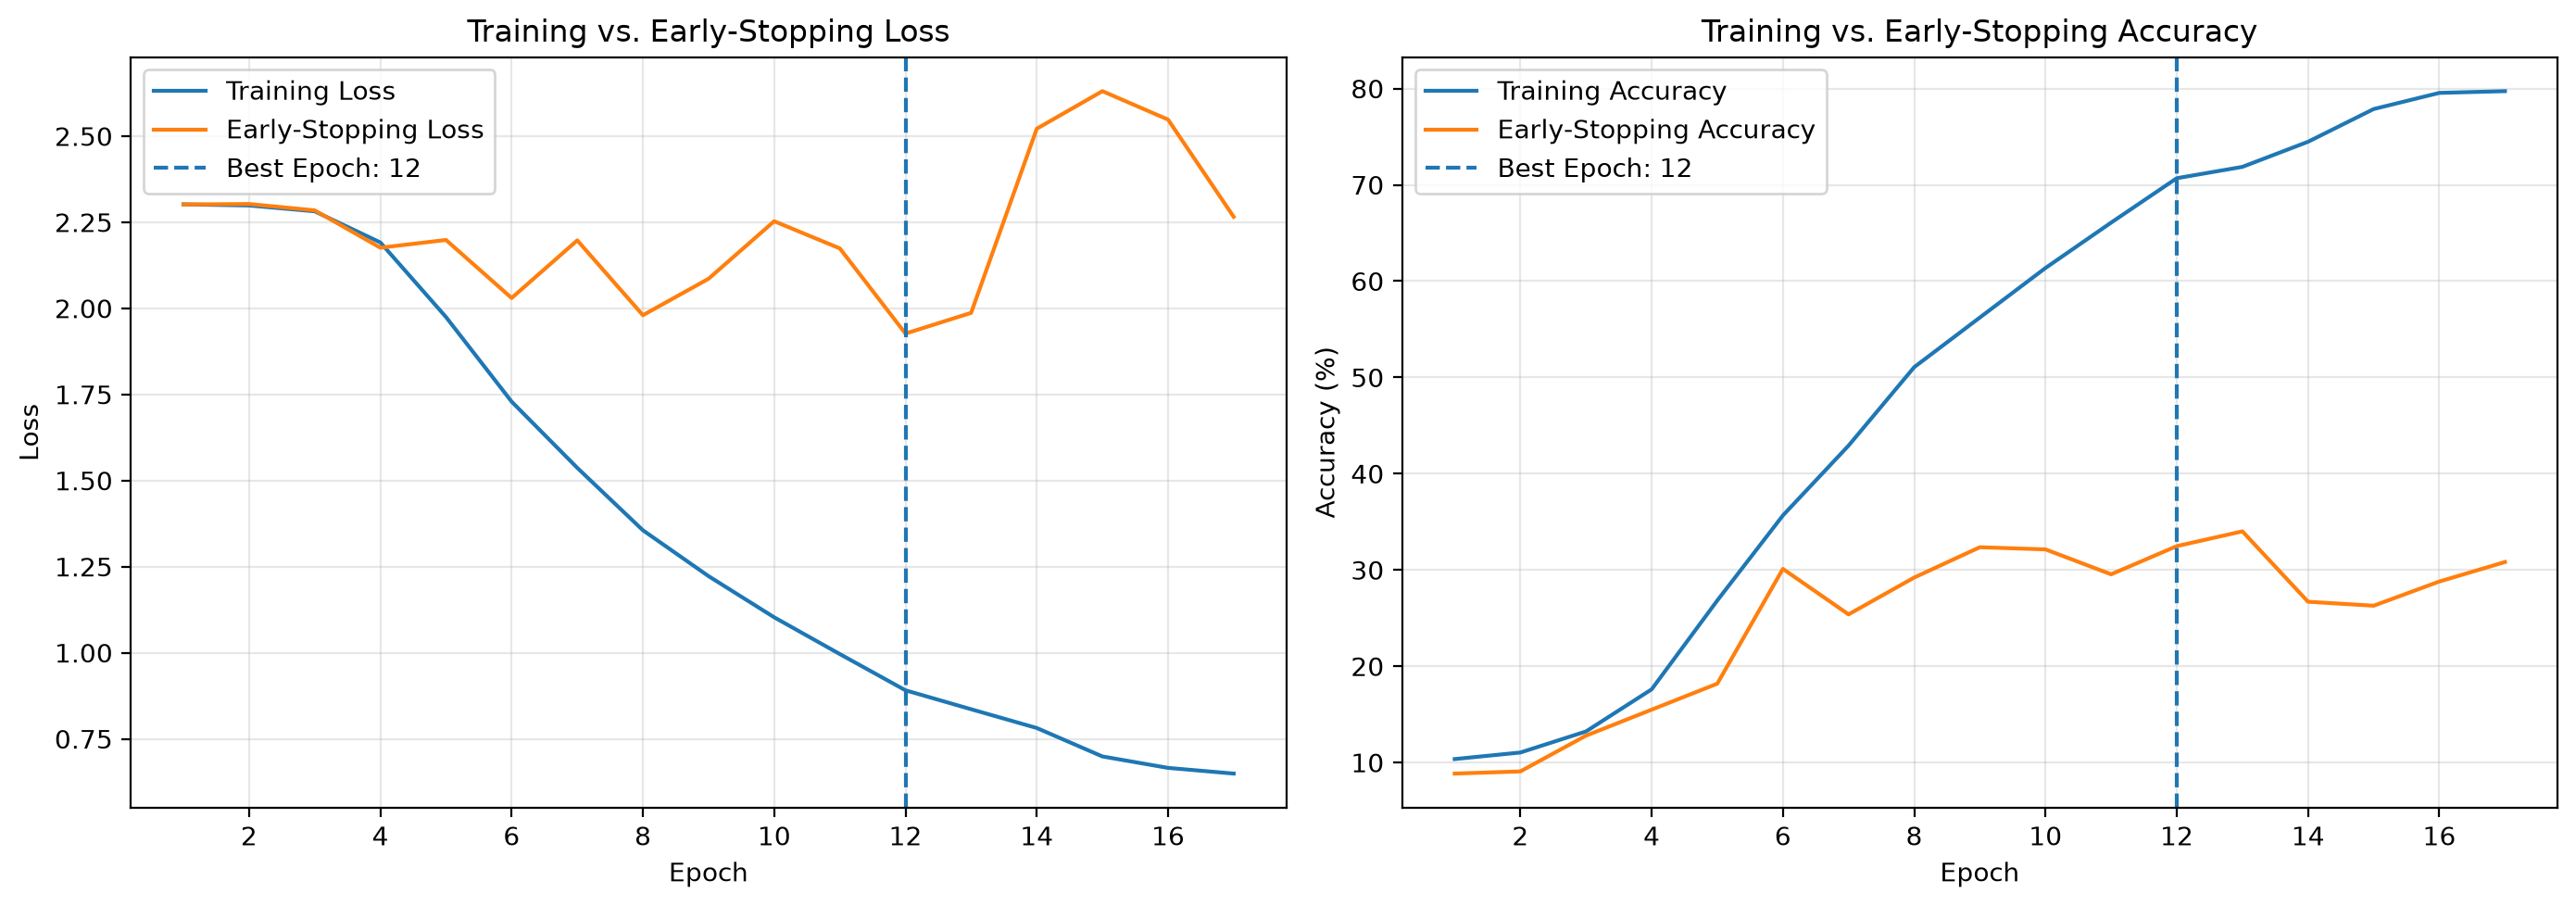 Training vs. Early-Stopping Loss
Training Loss
Early-Stopping Loss
Best Epoch: 12
2.50
2.25
2.00
1.75
1.50
1.25
1.00
0.75
Loss
2 4 6 8 10 12 14 16
Epoch
Training vs. Early-Stopping Accuracy
Training Accuracy
Early-Stopping Accuracy
Best Epoch: 12
80
70
60
50
40
30
20
10
Accuracy (%)
2 4 6 8 10 12 14 16
Epoch